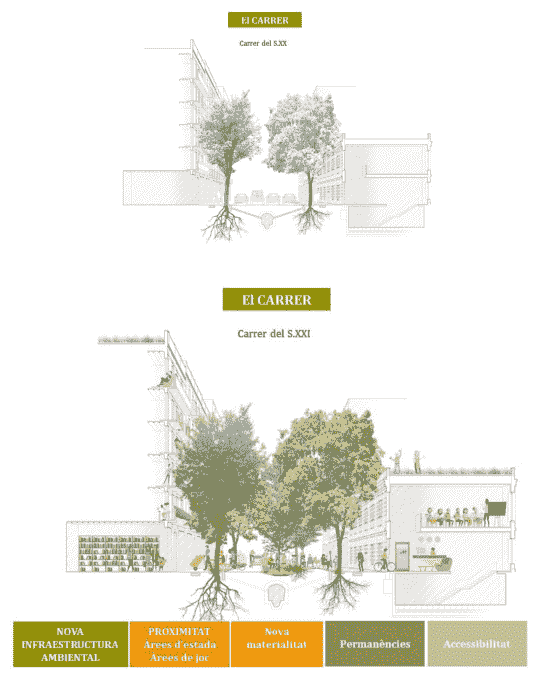 El CARRER
Carrer del S.XX
El CARRER
Carrer del S.XXI
NOVA
INFRAESTRUCTURA
AMBIENTAL
PROXIMITAT
Àrees d'estada
Àrees de joc
Nova
materialitat
Permanències
Accessibilitat